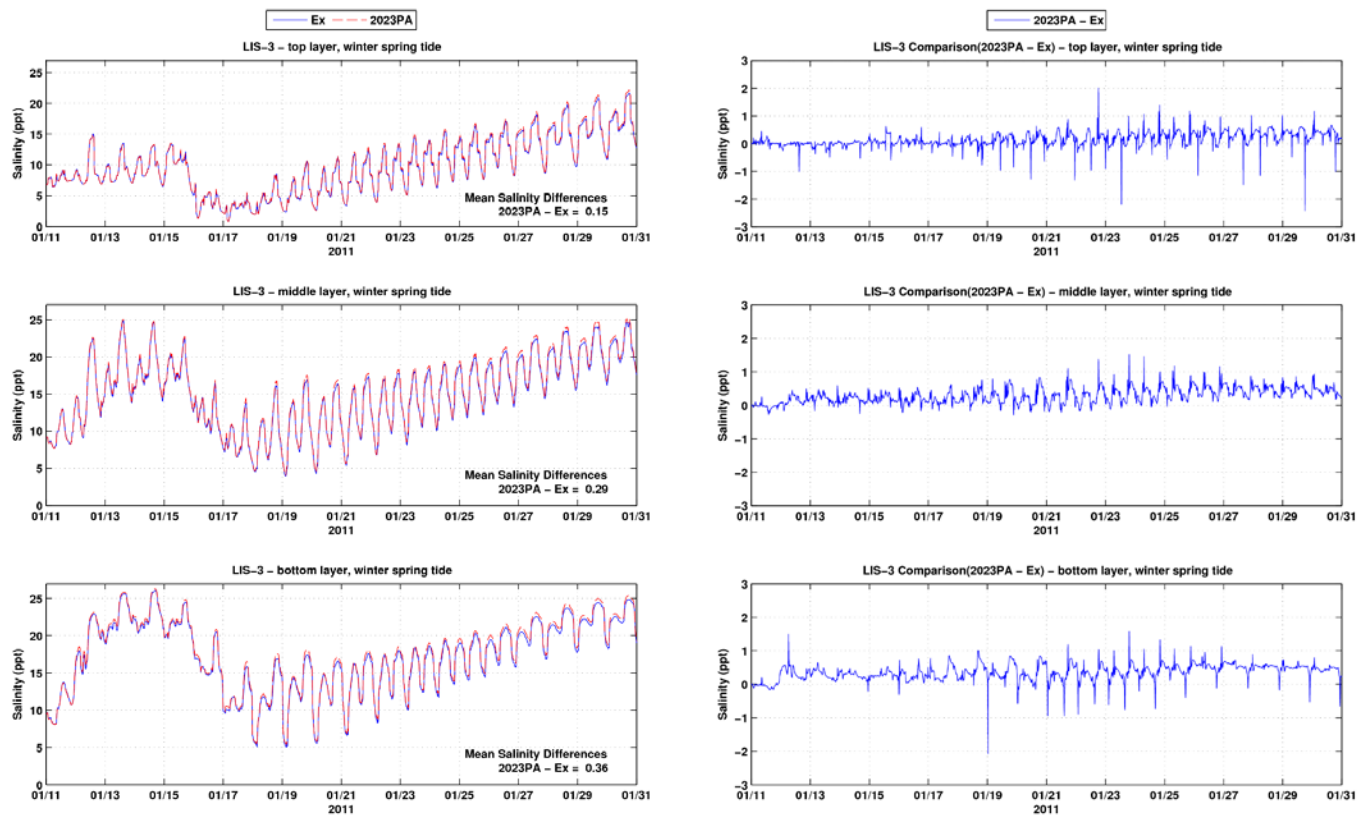 Ex 2023PA
LIS−3 − top layer, winter spring tide
Salinity (ppt)
25
20
15
10
5
0
01/11 01/13 01/15 01/17 01/19 01/21 01/23 01/25 01/27 01/29 01/31
2011
Mean Salinity Differences
2023PA − Ex = 0.15
2023PA − Ex
LIS−3 Comparison(2023PA − Ex) − top layer, winter spring tide
Salinity (ppt)
3
2
1
0
−1
−2
−3
01/11 01/13 01/15 01/17 01/19 01/21 01/23 01/25 01/27 01/29 01/31
2011
LIS−3 − middle layer, winter spring tide
Salinity (ppt)
25
20
15
10
5
0
01/11 01/13 01/15 01/17 01/19 01/21 01/23 01/25 01/27 01/29 01/31
2011
Mean Salinity Differences
2023PA − Ex = 0.29
LIS−3 Comparison(2023PA − Ex) − middle layer, winter spring tide
Salinity (ppt)
3
2
1
0
−1
−2
−3
01/11 01/13 01/15 01/17 01/19 01/21 01/23 01/25 01/27 01/29 01/31
2011
LIS−3 − bottom layer, winter spring tide
Salinity (ppt)
25
20
15
10
5
0
01/11 01/13 01/15 01/17 01/19 01/21 01/23 01/25 01/27 01/29 01/31
2011
Mean Salinity Differences
2023PA − Ex = 0.36
LIS−3 Comparison(2023PA − Ex) − bottom layer, winter spring tide
Salinity (ppt)
3
2
1
0
−1
−2
−3
01/11 01/13 01/15 01/17 01/19 01/21 01/23 01/25 01/27 01/29 01/31
2011